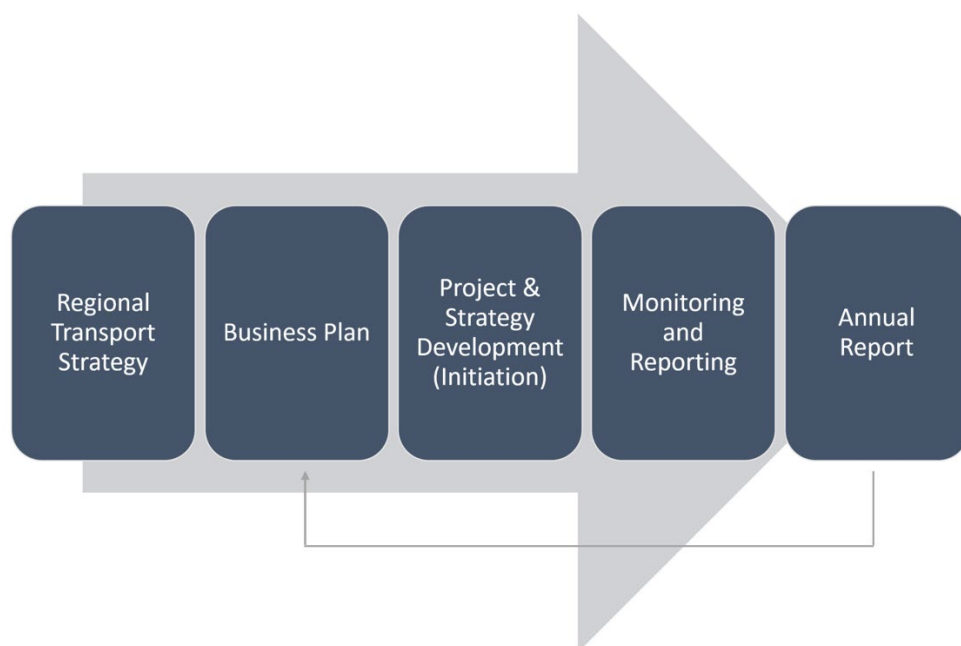 Regional
Transport
Strategy
Business Plan
Project &
Strategy
Development
(Initiation)
Monitoring
and
Reporting
Annual
Report